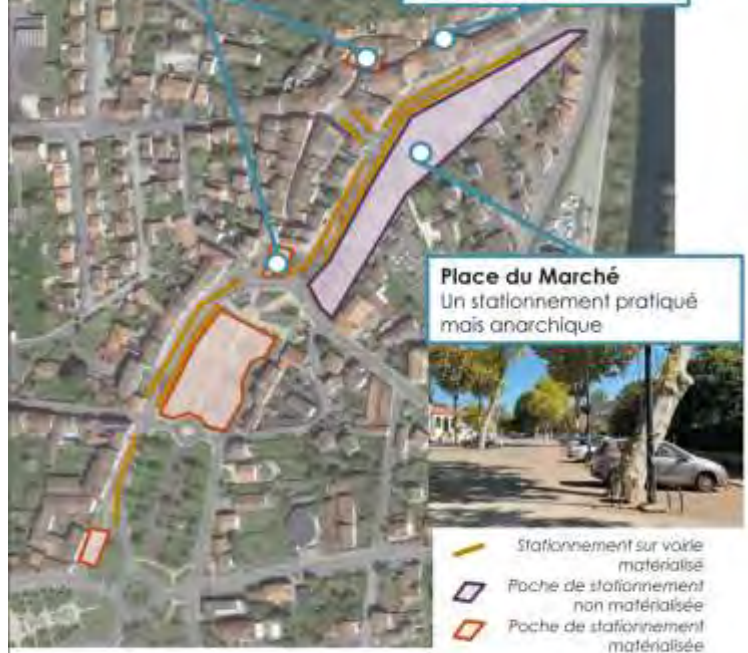 Place du Marché
Un stationnement pratiqué
mais anarchique
Stationnement sur voirie
matérialisé
Poche de stationnement
non matérialisée
Poche de stationnement
matérialisée